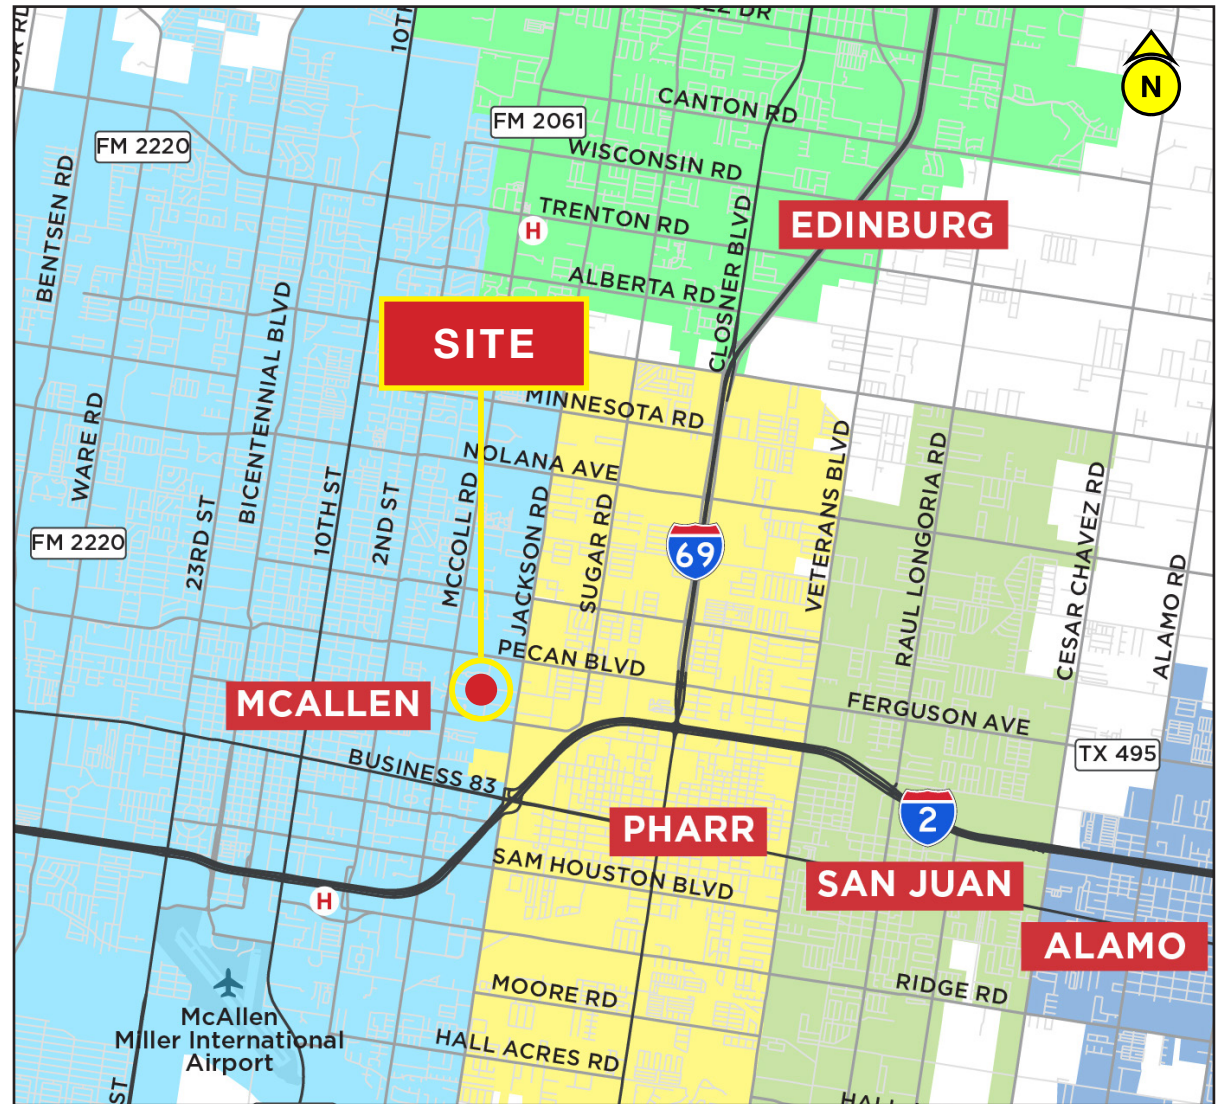 10TH
N
CANTON RD
FM 2061
FM 2220
WISCONSIN RD
BENTSEN RD
TRENTON RD
H
EDINBURG
CLOSNER BLVD
ALBERTA RD
SITE
BICENTENNIAL BLVD
MINNESOTA RD
WARE RD
NOLANA AVE
VETERANS BLVD
RAUL LONGORIA RD
CESAR CHAVEZ RD
10TH ST
2ND ST
23RD ST
MCCOLL RD
JACKSON RD
SUGAR RD
69
FM 2220
ALAMO RD
PECAN BLVD
MCALLEN
FERGUSON AVE
TX 495
BUSINESS 83
2
PHARR
SAM HOUSTON BLVD
SAN JUAN
H
ALAMO
MOORE RD
RIDGE RD
McAllen
Miller International
Airport
HALL ACRES RD
ST
HALL